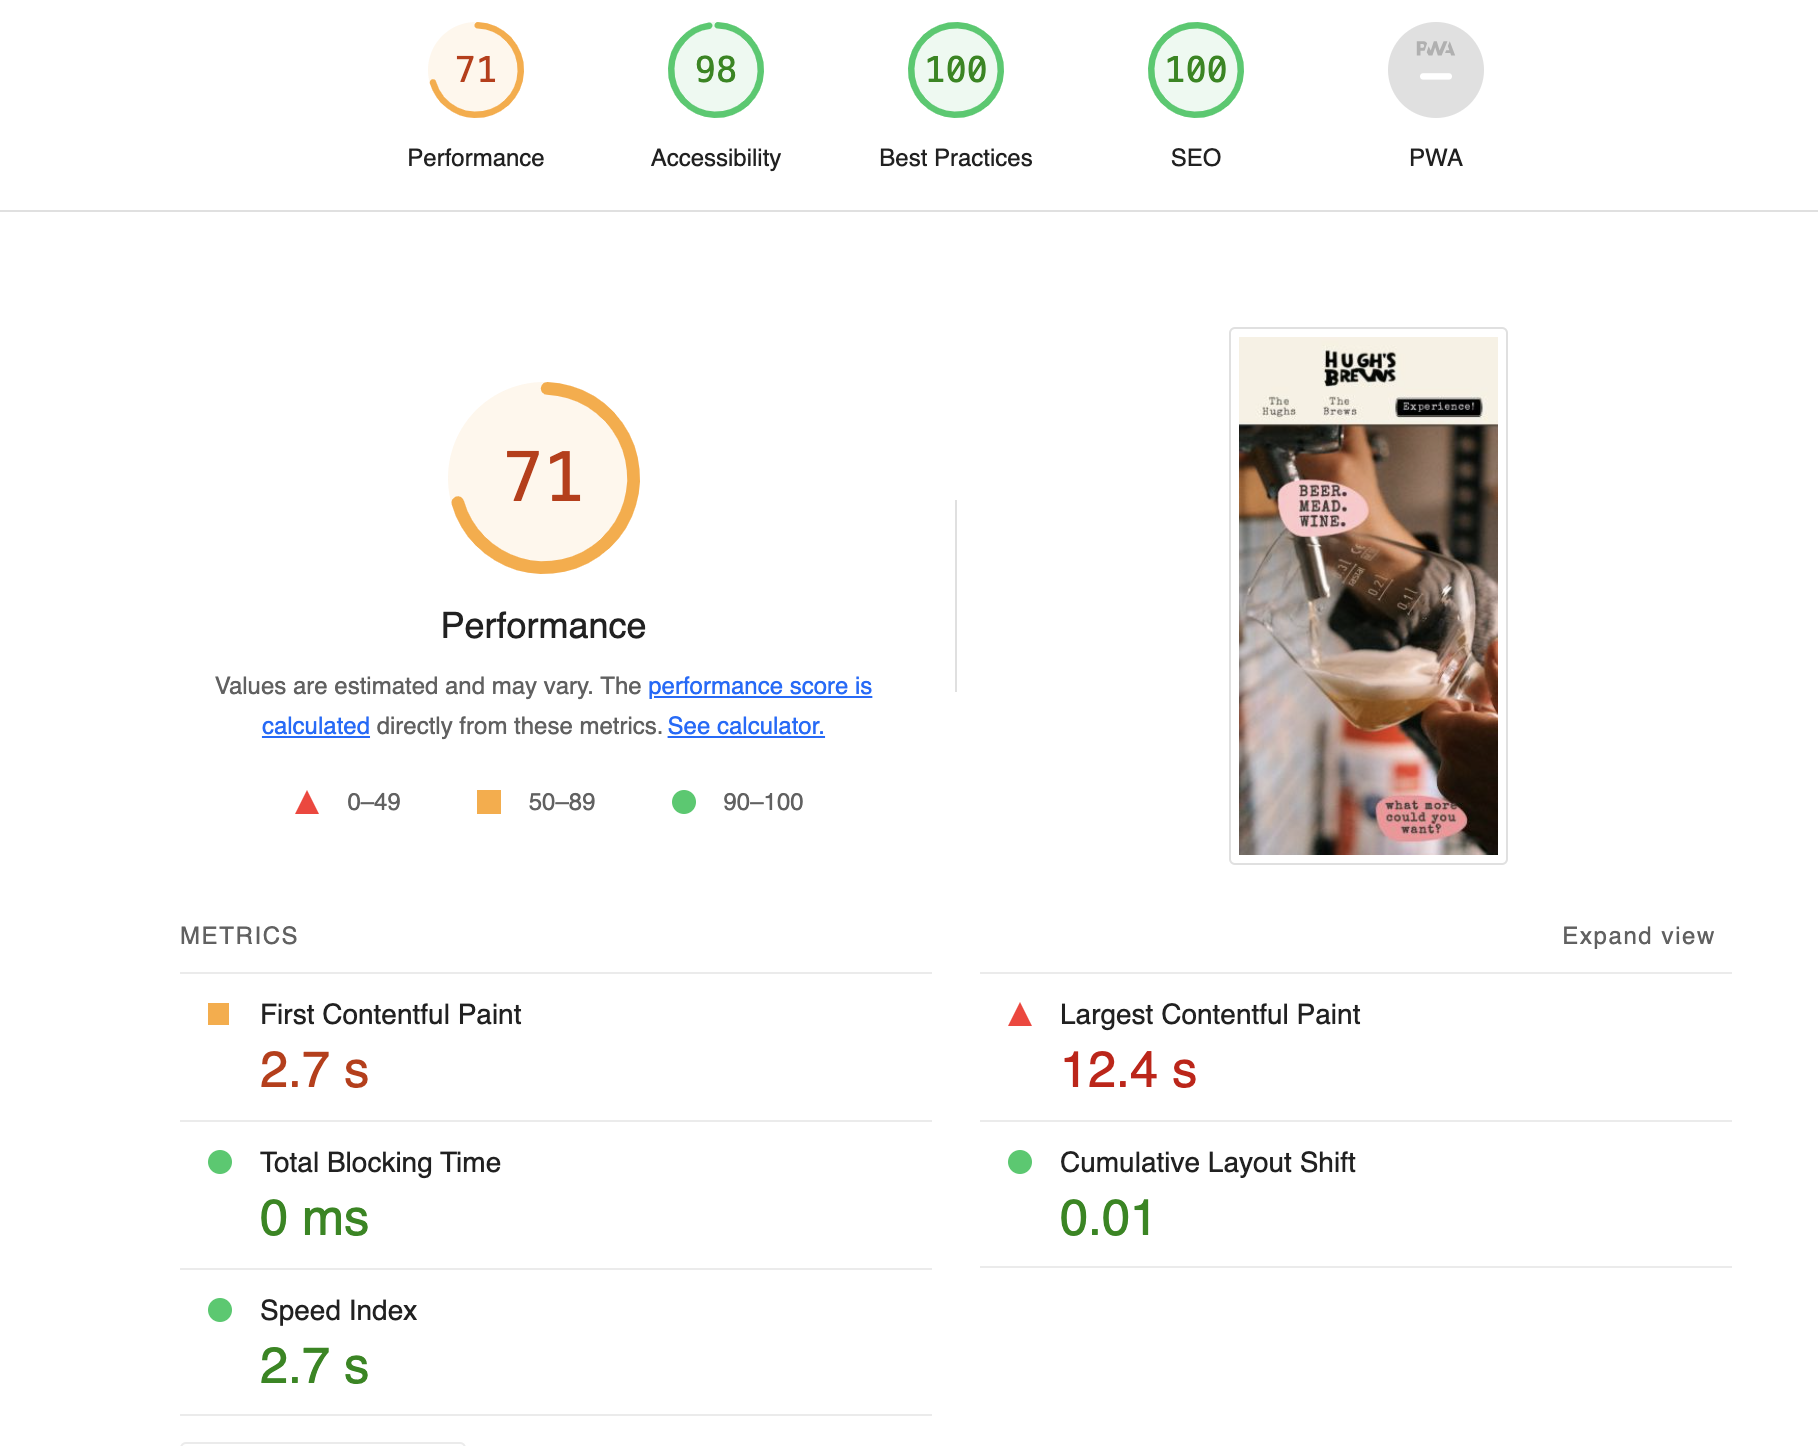 71
98
100
100
PWA
Performance
Accessibility
Best Practices
SEO
PWA
71
Performance
Values are estimated and may vary. The performance score is
calculated directly from these metrics. See calculator.
0–49
50–89
90–100
HUGH'S
BREWS
The
Hughs
The
Brews
Experience!
BEER.
MEAD.
WINE.
0.2l
0.1l
what more
could you
want?
METRICS
Expand view
First Contentful Paint
2.7 s
Largest Contentful Paint
12.4 s
Total Blocking Time
0 ms
Cumulative Layout Shift
0.01
Speed Index
2.7 s